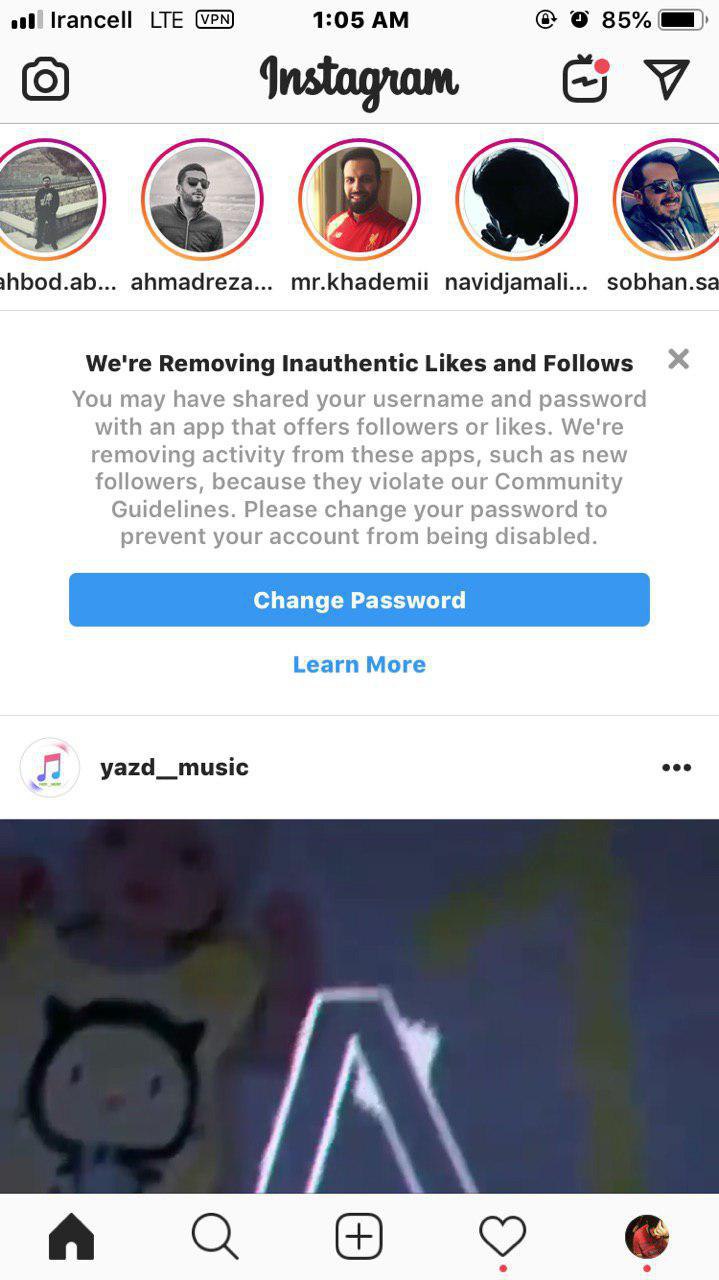 Irancell LTE VPN 1:05 AM 85%
Instagram
ahbod.ab... ahmadreza... mr.khademii navidjamali... sobhan.sa
We're Removing Inauthentic Likes and Follows
You may have shared your username and password
with an app that offers followers or likes. We're
removing activity from these apps, such as new
followers, because they violate our Community
Guidelines. Please change your password to
prevent your account from being disabled.
Change Password
Learn More
yazd__music